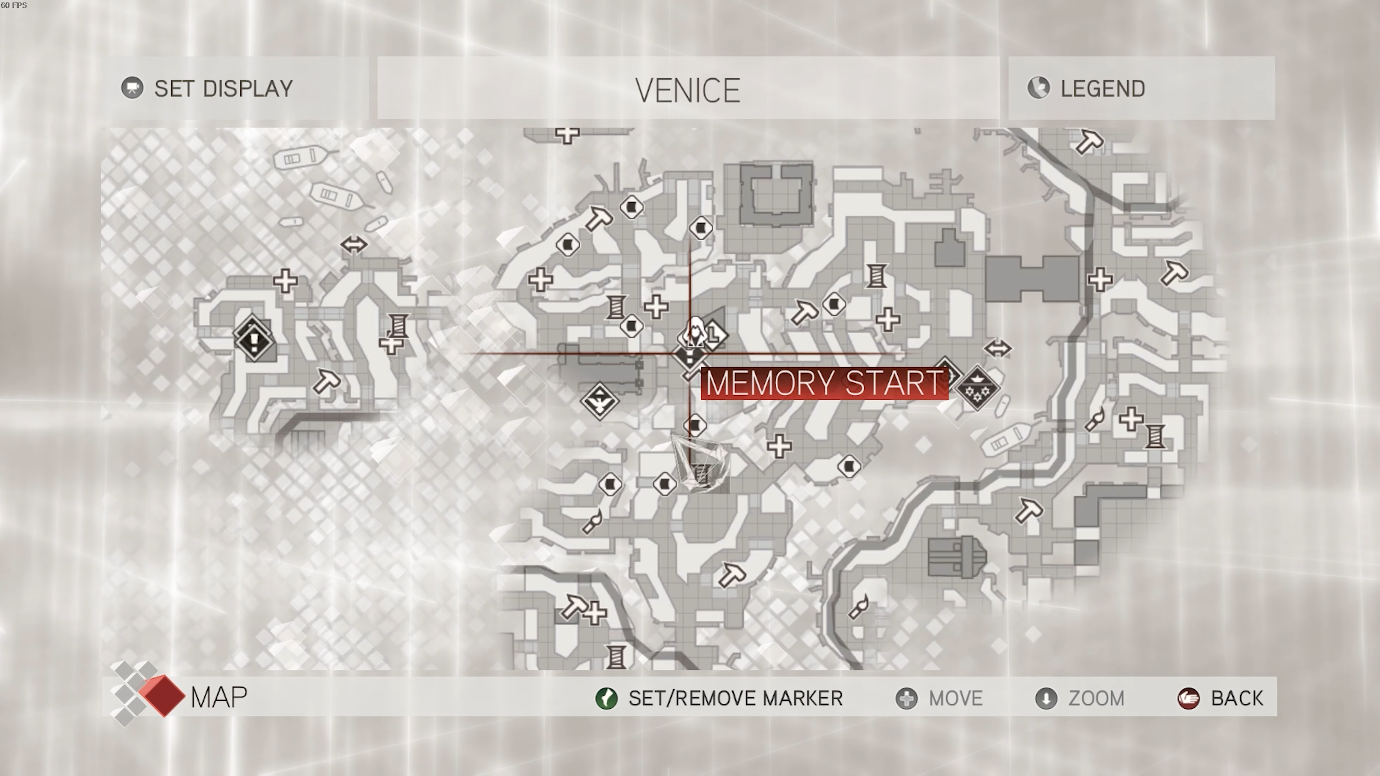 60 FPS
SET DISPLAY
VENICE
LEGEND
MEMORY START
MAP
SET/REMOVE MARKER
MOVE
ZOOM
BACK